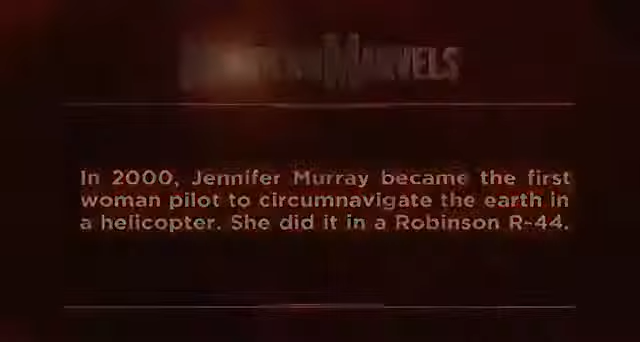 MARVELS
In 2000, Jennifer Murray became the first
woman pilot to circumnavigate the earth in
a helicopter. She did it in a Robinson R-44.